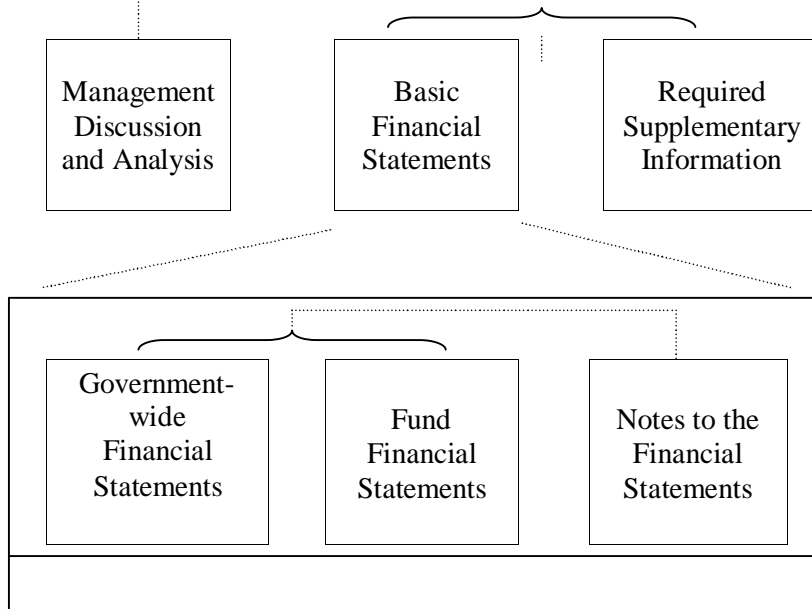 Management
Discussion
and Analysis
Basic
Financial
Statements
Required
Supplementary
Information
Government-
wide
Financial
Statements
Fund
Financial
Statements
Notes to the
Financial
Statements